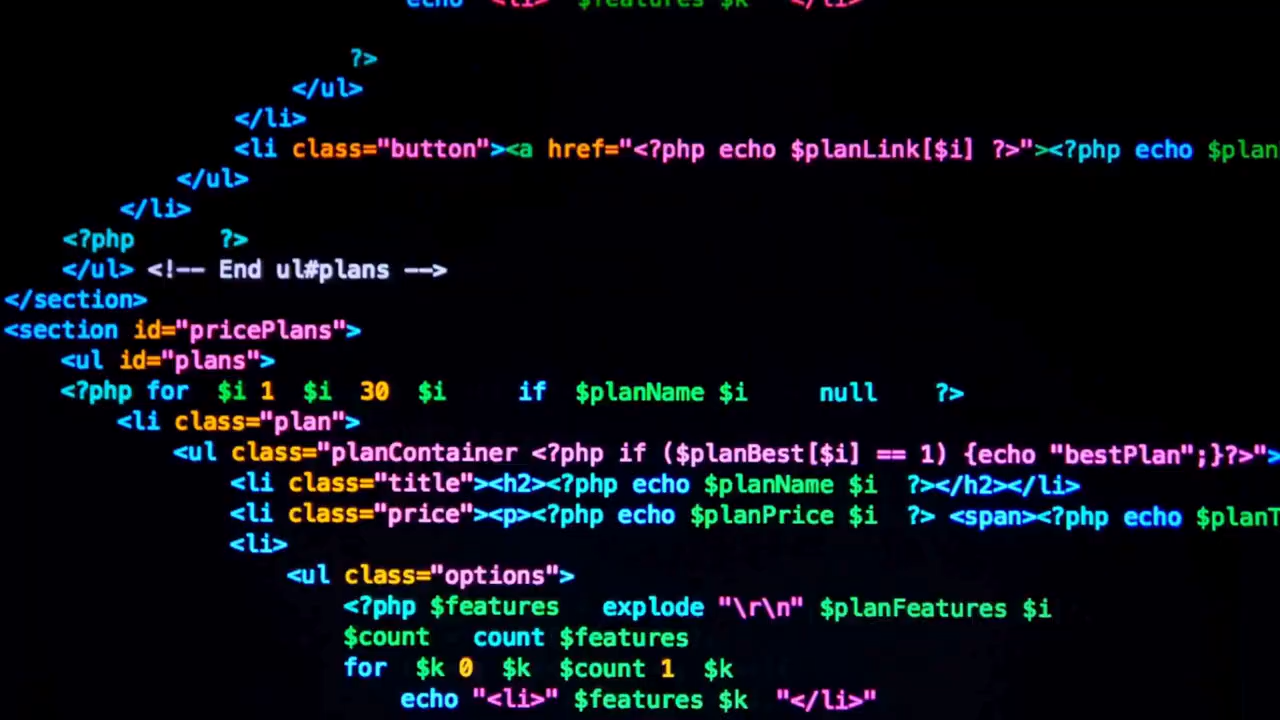 echo "<li>" $features $k "</li>"
?>
</ul>
</li>
<li class="button"><a href="<?php echo $planLink[$i] ?>"><?php echo $plan
</ul>
</li>
<?php ?>
</ul> <!-- End ul#plans -->
</section>
<section id="pricePlans">
<ul id="plans">
<?php for $i 1 $i 30 $i if $planName $i null ?>
<li class="plan">
<ul class="planContainer <?php if ($planBest[$i] == 1) {echo "bestPlan";}?>">
<li class="title"><h2><?php echo $planName $i ?></h2></li>
<li class="price"><p><?php echo $planPrice $i ?> <span><?php echo $planT
<li>
<ul class="options">
<?php $features explode "\r\n" $planFeatures $i
$count count $features
for $k 0 $k $count 1 $k
echo "<li>" $features $k "</li>"